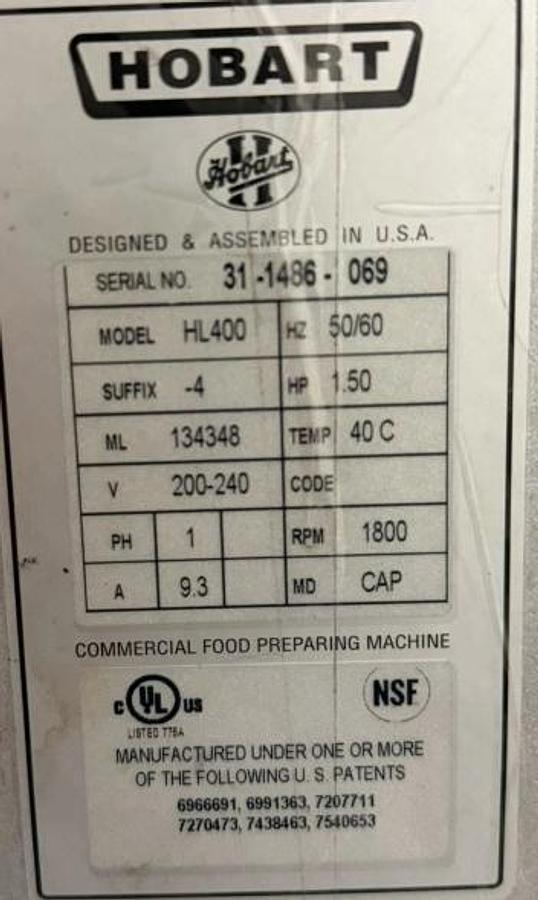 HOBART
Hobart
DESIGNED & ASSEMBLED IN U.S.A.
SERIAL NO. 31-1486-069
MODEL HL400 HZ 50/60
SUFFIX -4 HP 1.50
ML 134348 TEMP 40 C
V 200-240 CODE
PH 1 RPM 1800
A 9.3 MD CAP
COMMERCIAL FOOD PREPARING MACHINE
c UL us NSF
LISTED 776A
MANUFACTURED UNDER ONE OR MORE
OF THE FOLLOWING U. S. PATENTS
6966691, 6991363, 7207711
7270473, 7438463, 7540653